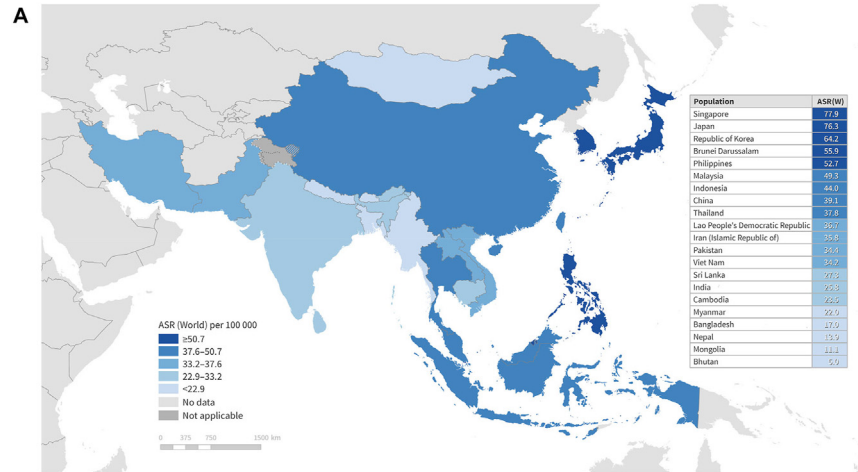 A
Population ASR(W)
Singapore 77.9
Japan 76.3
Republic of Korea 64.2
Brunei Darussalam 55.9
Philippines 52.7
Malaysia 49.3
Indonesia 44.0
China 39.1
Thailand 37.8
Lao People's Democratic Republic 36.7
Iran (Islamic Republic of) 35.8
Pakistan 34.4
Viet Nam 34.2
Sri Lanka 27.3
India
Cambodia
Myanmar 22.0
Bangladesh 17.0
Nepal
Mongolia 11.1
Bhutan
ASR (World) per 100 000
≥50.7
37.6–50.7
33.2–37.6
22.9–33.2
<22.9
No data
Not applicable
0 375 750 1500 km